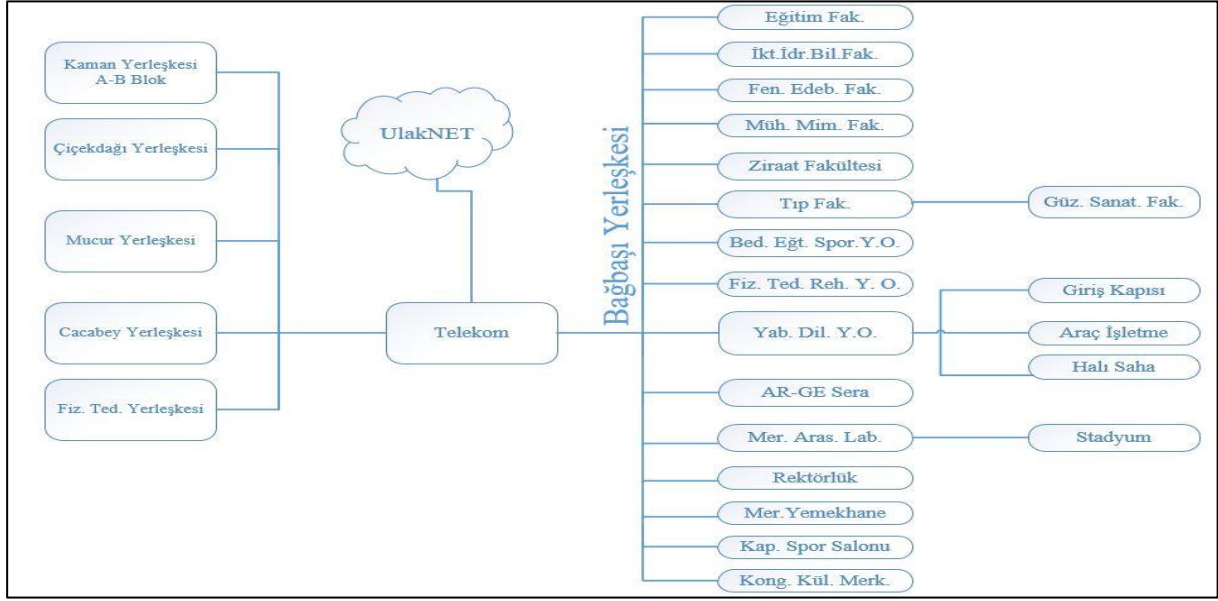 Kaman Yerleşkesi
A-B Blok
Çiçekdağı Yerleşkesi
Mucur Yerleşkesi
Cacabey Yerleşkesi
Fiz. Ted. Yerleşkesi
UlakNET
Telekom
Bağbaşı Yerleşkesi
Eğitim Fak.
İkt.İdr.Bil.Fak.
Fen. Edeb. Fak.
Müh. Mim. Fak.
Ziraat Fakültesi
Tıp Fak.
Bed. Eğt. Spor.Y.O.
Fiz. Ted. Reh. Y. O.
Yab. Dil. Y.O.
AR-GE Sera
Mer. Aras. Lab.
Rektörlük
Mer.Yemekhane
Kap. Spor Salonu
Kong. Kül. Merk.
Güz. Sanat. Fak.
Giriş Kapısı
Araç İşletme
Halı Saha
Stadyum